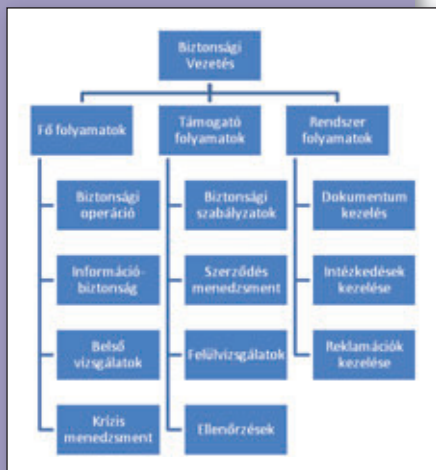 Biztonsági
Vezetés
Fő folyamatok
Támogató
folyamatok
Rendszer
folyamatok
Biztonsági
operáció
Biztonsági
szabályzatok
Dokumentum
kezelés
Információ-
biztonság
Szerződés
menedzsment
Intézkedések
kezelése
Belső
vizsgálatok
Felülvizsgálatok
Reklamációk
kezelése
Krízis
menedzsment
Ellenőrzések